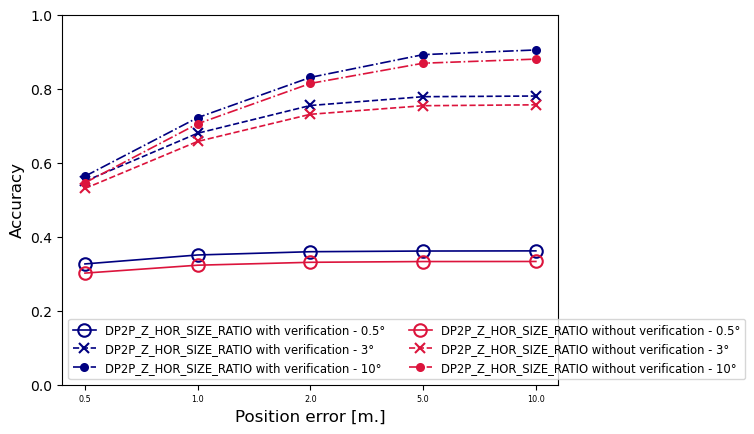 1.0
0.8
0.6
0.4
0.2
0.0
Accuracy
DP2P_Z_HOR_SIZE_RATIO with verification - 0.5°
DP2P_Z_HOR_SIZE_RATIO with verification - 3°
DP2P_Z_HOR_SIZE_RATIO with verification - 10°
DP2P_Z_HOR_SIZE_RATIO without verification - 0.5°
DP2P_Z_HOR_SIZE_RATIO without verification - 3°
DP2P_Z_HOR_SIZE_RATIO without verification - 10°
0.5 1.0 2.0 5.0 10.0
Position error [m.]